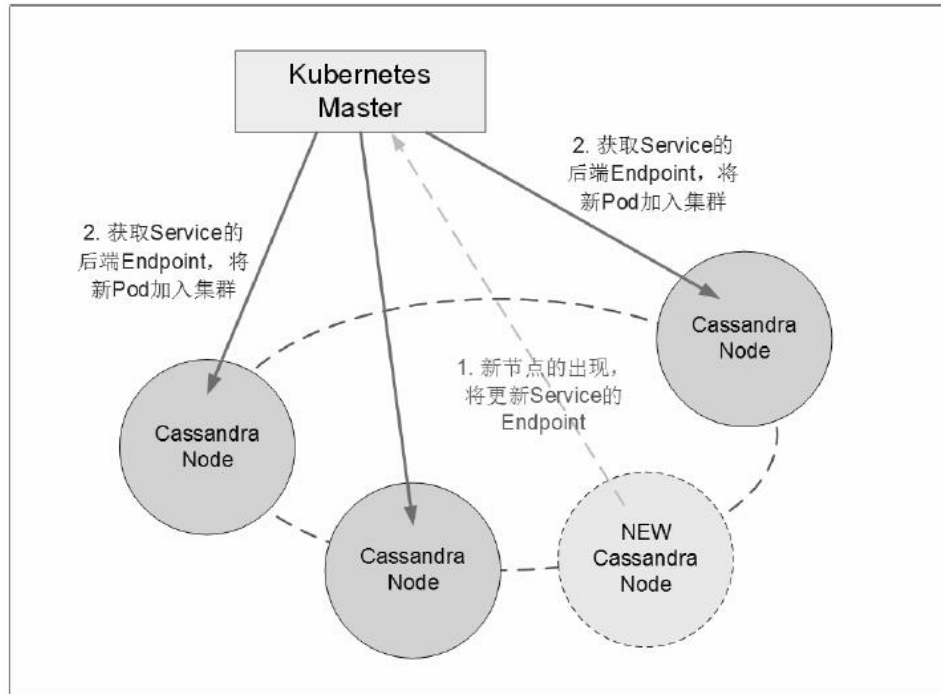 Kubernetes
Master
2. 获取Service的
后端Endpoint，将
新Pod加入集群
2. 获取Service的
后端Endpoint，将
新Pod加入集群
Cassandra
Node
1. 新节点的出现，
将更新Service的
Endpoint
Cassandra
Node
Cassandra
Node
NEW
Cassandra
Node